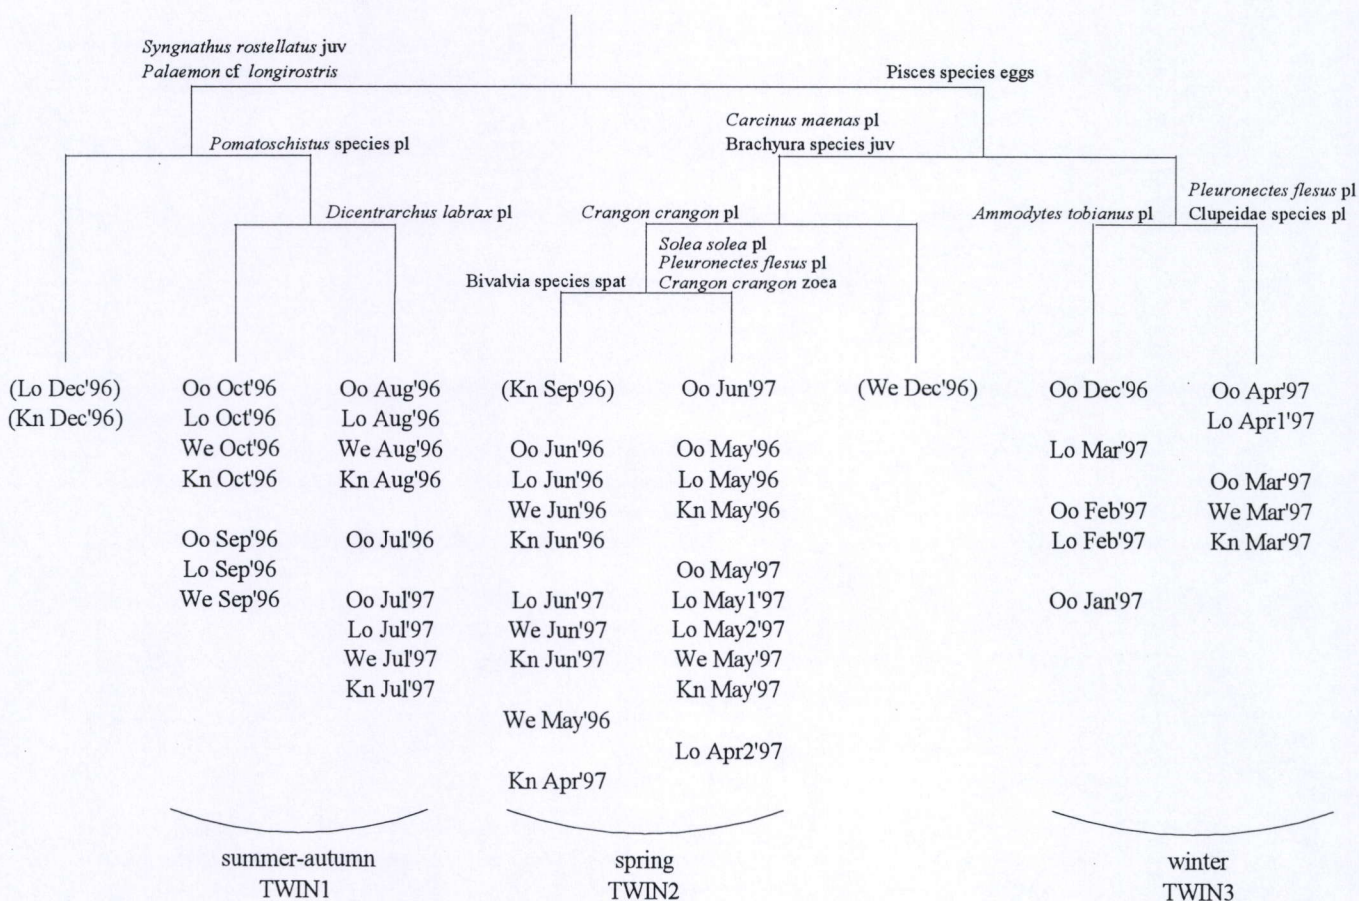 Syngnathus rostellatus juv
Palaemon cf longirostris
Pisces species eggs
Carcinus maenas pl
Brachyura species juv
Pomatoschistus species pl
Pleuronectes flesus pl
Clupeidae species pl
Dicentrarchus labrax pl
Crangon crangon pl
Ammodytes tobianus pl
Solea solea pl
Pleuronectes flesus pl
Crangon crangon zoea
Bivalvia species spat
(Lo Dec'96)
(Kn Dec'96)
Oo Oct'96
Lo Oct'96
We Oct'96
Kn Oct'96
Oo Sep'96
Lo Sep'96
We Sep'96
Oo Aug'96
Lo Aug'96
We Aug'96
Kn Aug'96
Oo Jul'96
Oo Jul'97
Lo Jul'97
We Jul'97
Kn Jul'97
(Kn Sep'96)
Oo Jun'96
Lo Jun'96
We Jun'96
Kn Jun'96
Lo Jun'97
We Jun'97
Kn Jun'97
We May'96
Kn Apr'97
Oo Jun'97
Oo May'96
Lo May'96
Kn May'96
Oo May'97
Lo May1'97
Lo May2'97
We May'97
Kn May'97
Lo Apr2'97
(We Dec'96)
Oo Dec'96
Lo Mar'97
Oo Feb'97
Lo Feb'97
Oo Jan'97
Oo Apr'97
Lo Apr1'97
Oo Mar'97
We Mar'97
Kn Mar'97
summer-autumn
TWIN1
spring
TWIN2
winter
TWIN3